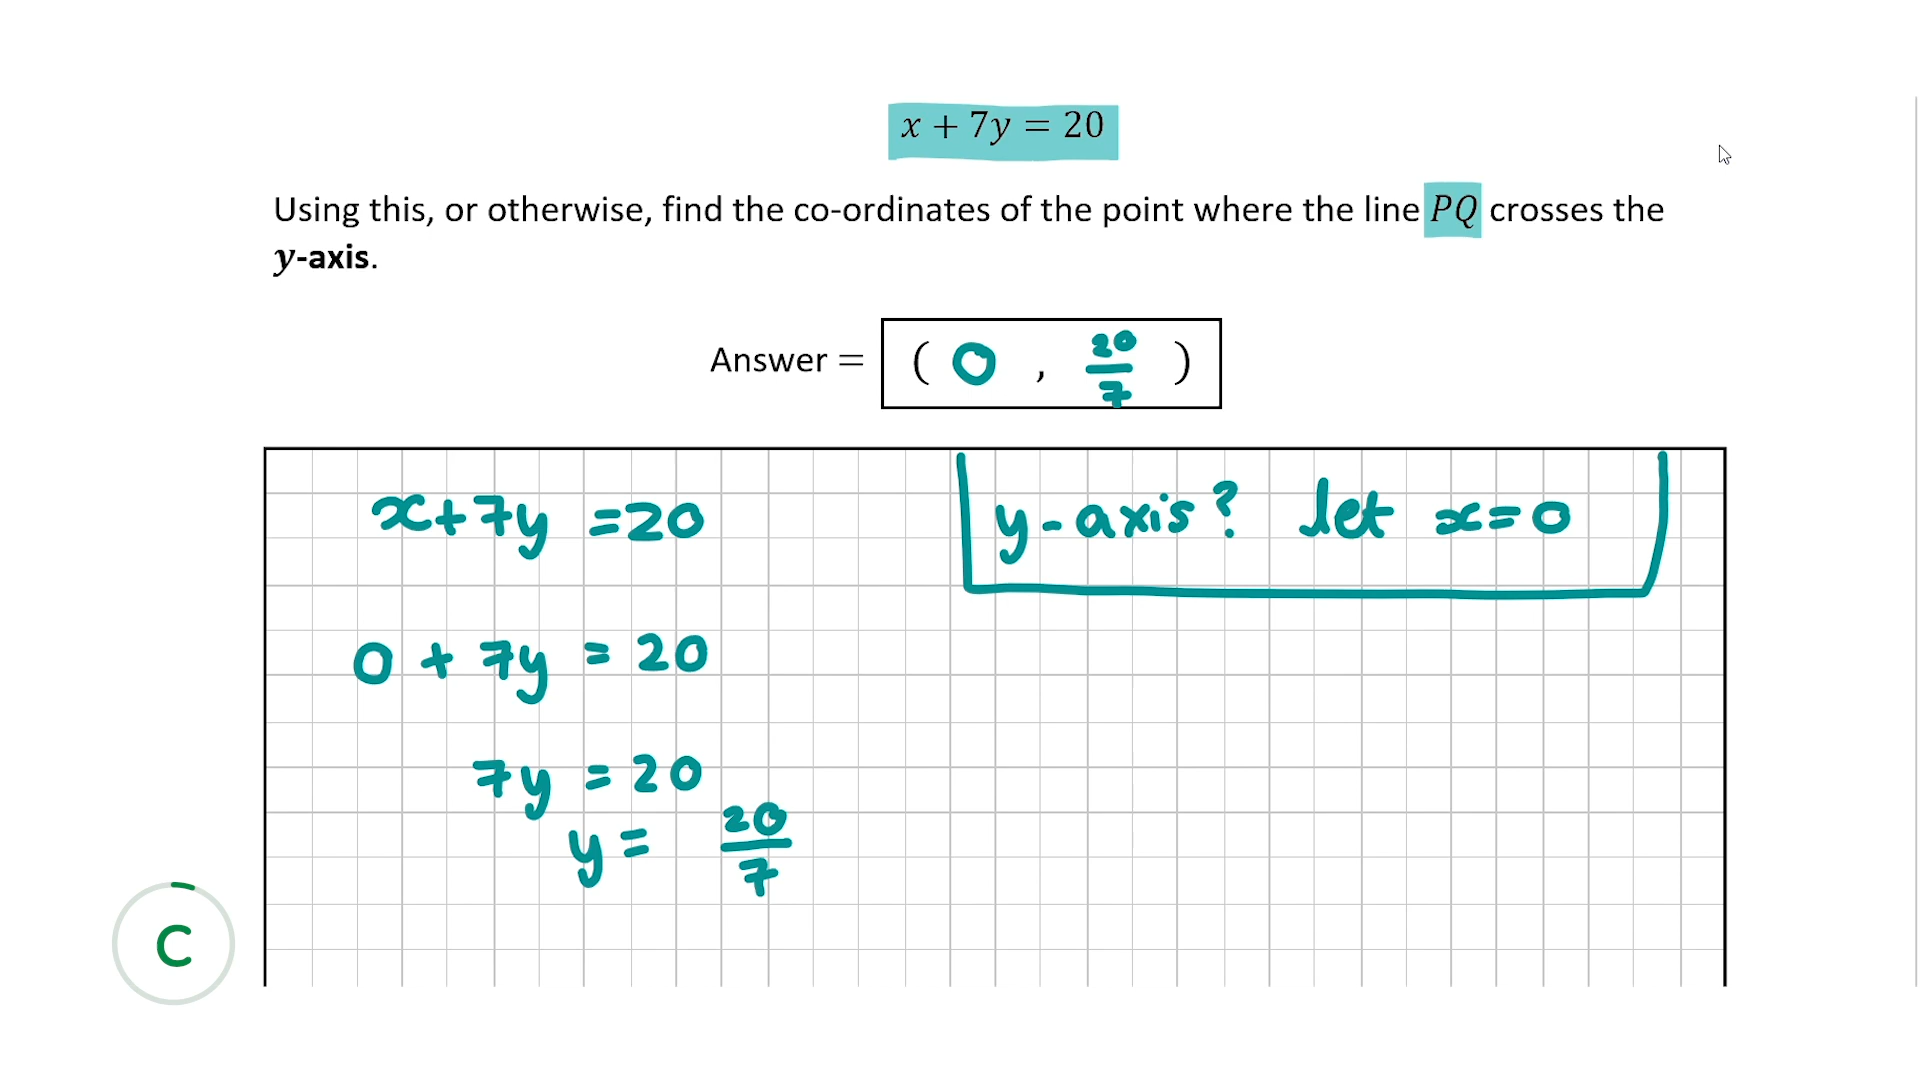 x + 7y = 20
Using this, or otherwise, find the co-ordinates of the point where the line PQ crosses the
y-axis.
Answer = ( 0 , 20/7 )
x+7y =20
y-axis? let x=0
0 + 7y = 20
7y = 20
y = 20/7
C